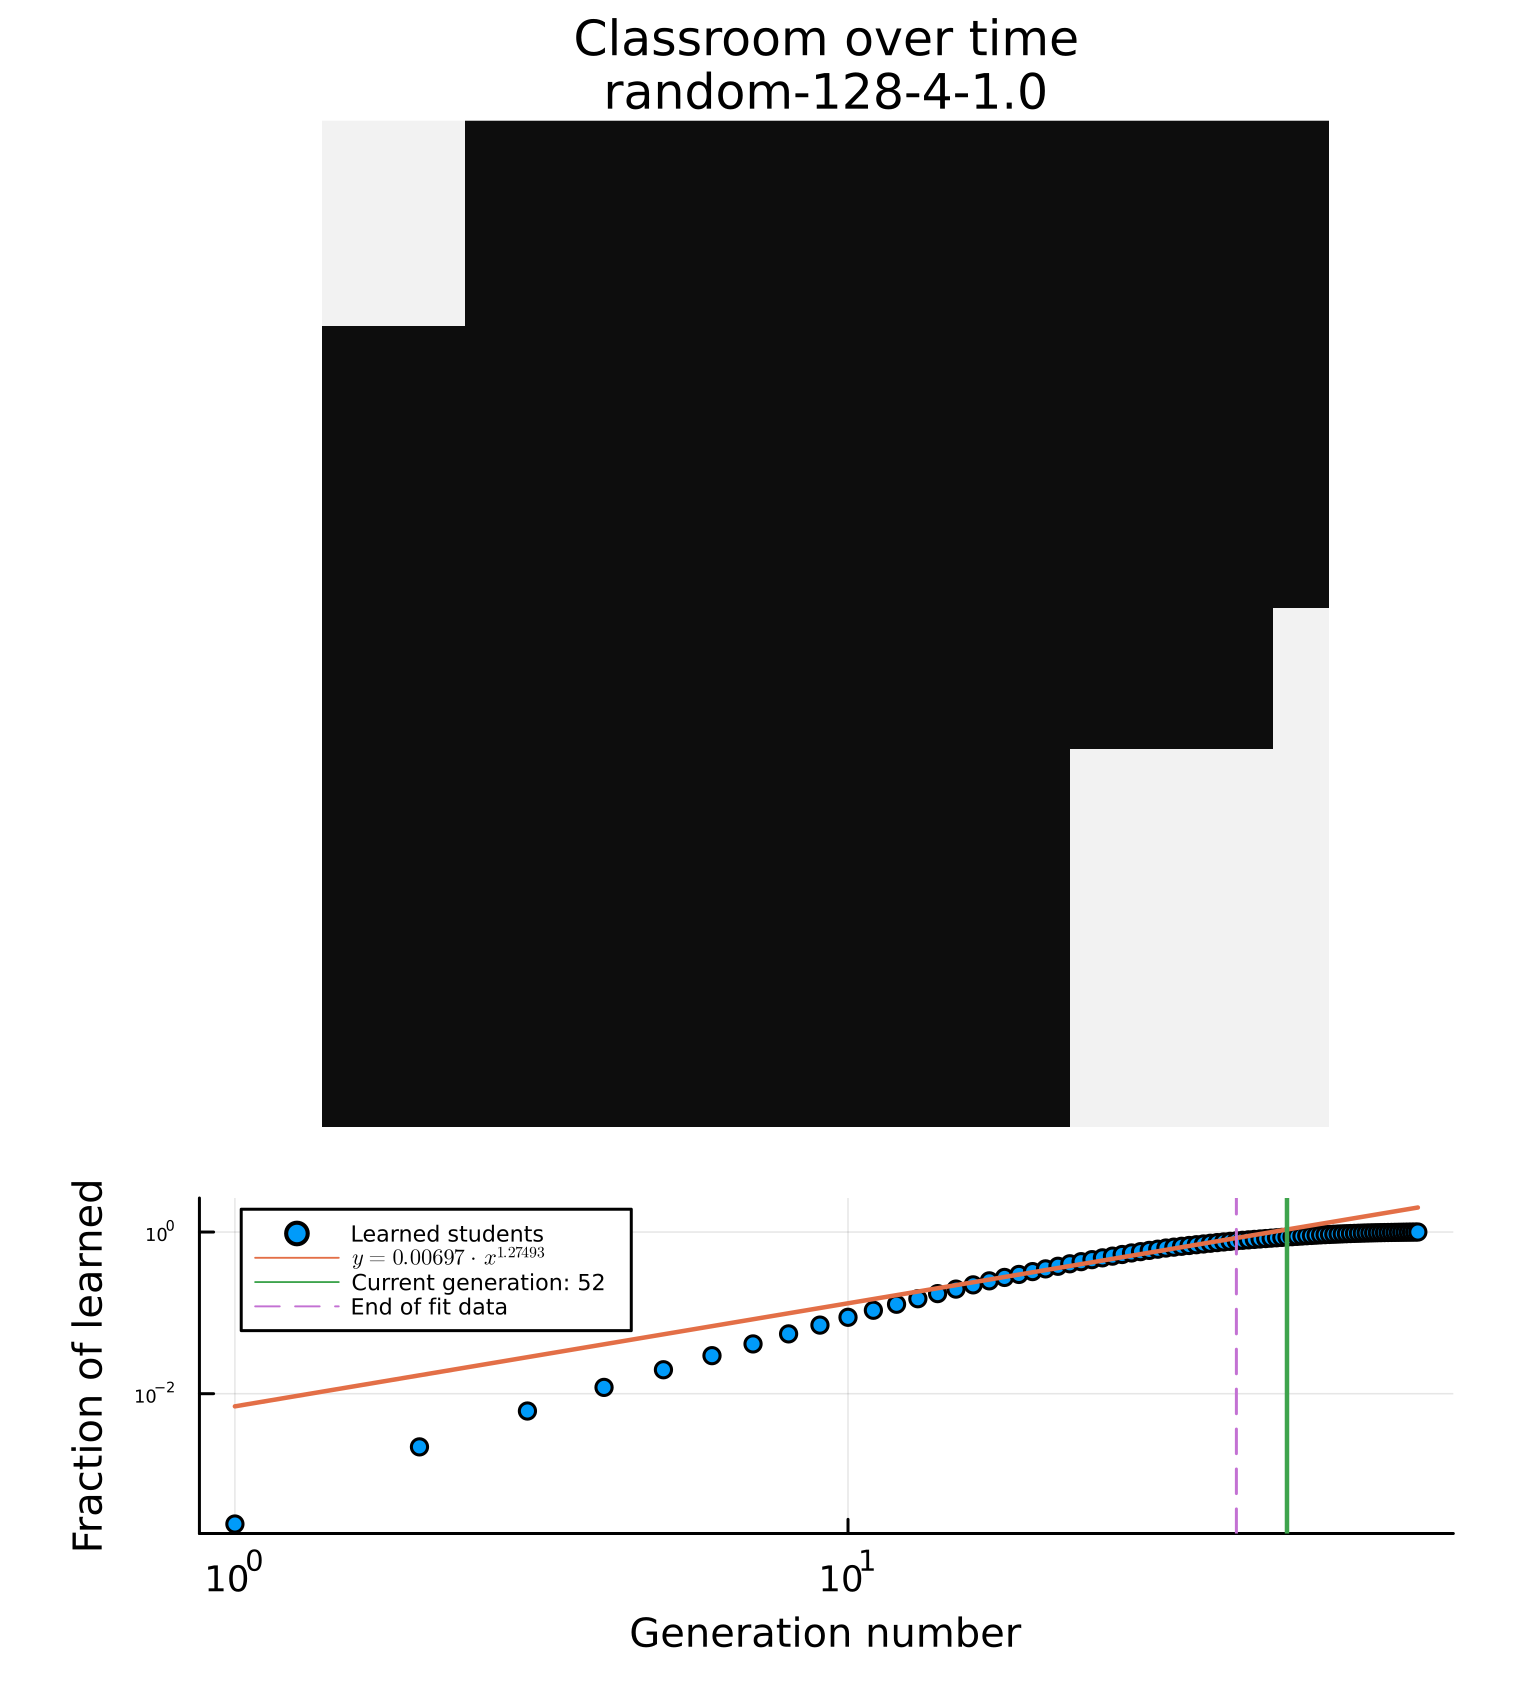 Classroom over time
random-128-4-1.0
Fraction of learned
10^0
10^-2
Learned students
y = 0.00697 · x^1.27493
Current generation: 52
End of fit data
10^0
10^1
Generation number